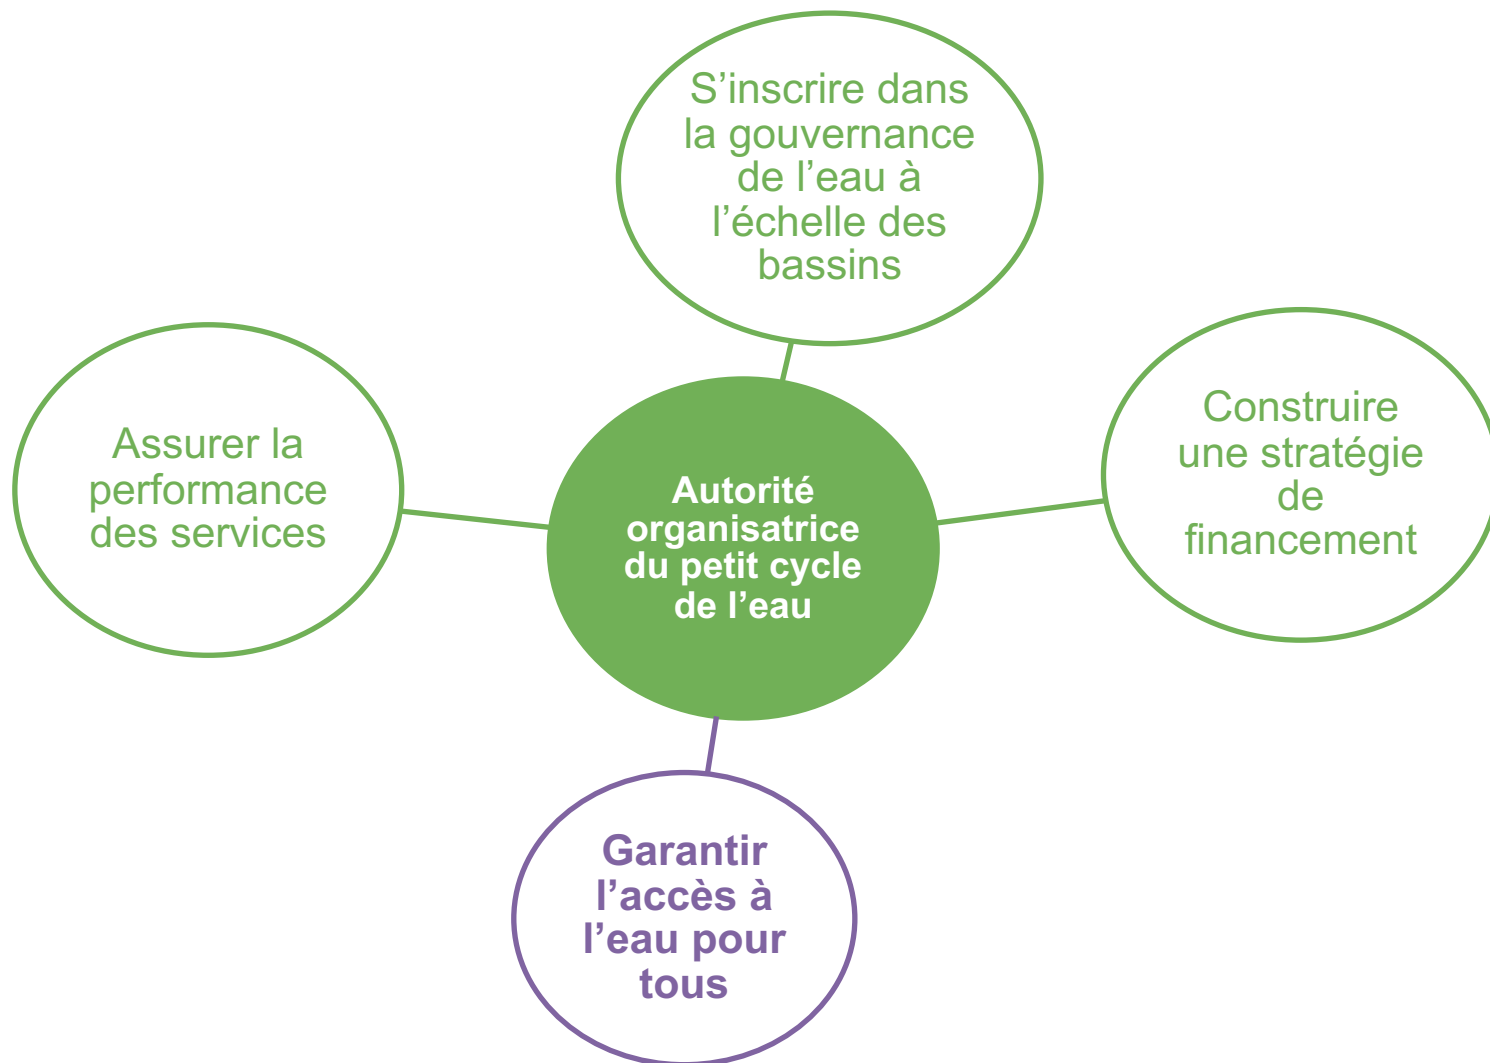 S’inscrire dans
la gouvernance
de l’eau à
l’échelle des
bassins
Assurer la
performance
des services
Autorité
organisatrice
du petit cycle
de l’eau
Construire
une stratégie
de
financement
Garantir
l’accès à
l’eau pour
tous